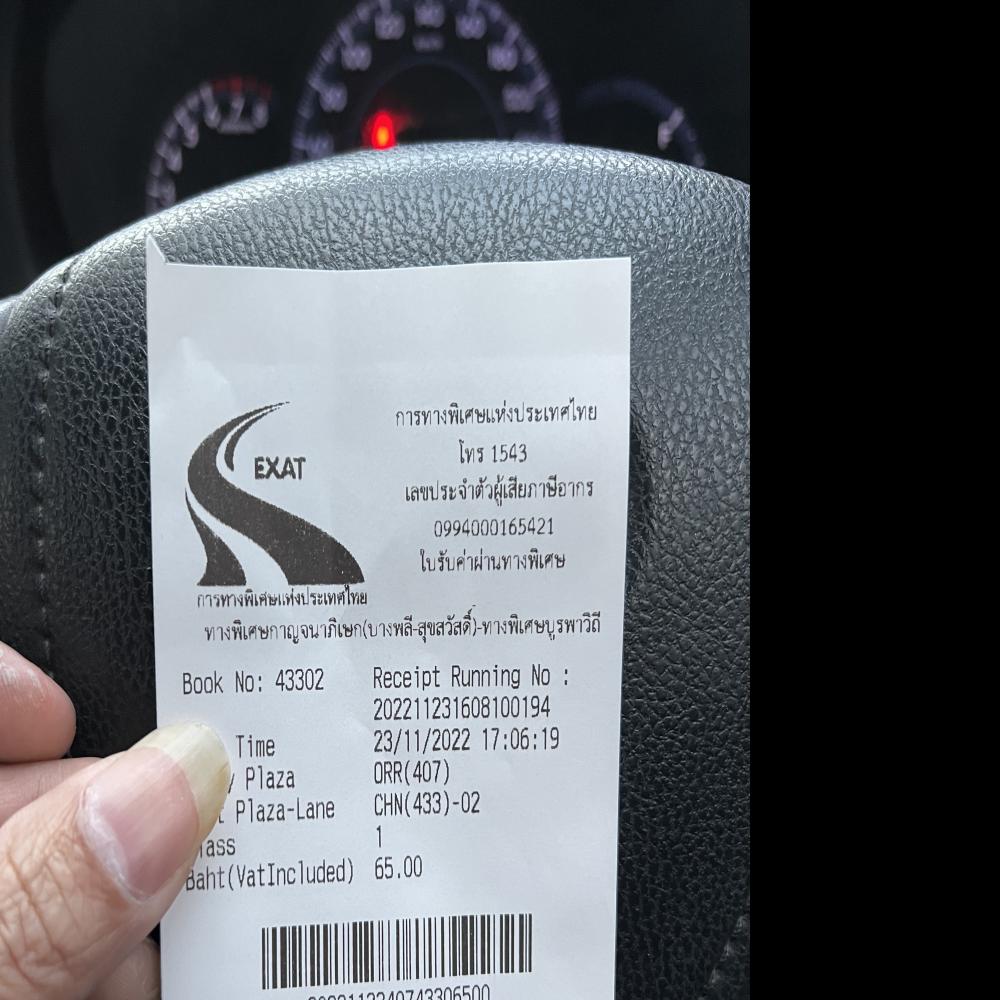 EXAT
การทางพิเศษแห่งประเทศไทย
การทางพิเศษแห่งประเทศไทย
โทร 1543
เลขประจำตัวผู้เสียภาษีอากร
0994000165421
ใบรับค่าผ่านทางพิเศษ
ทางพิเศษกาญจนาภิเษก(บางพลี-สุขสวัสดิ์)-ทางพิเศษบูรพาวิถี
Book No: 43302 Receipt Running No :
202211231608100194
Time 23/11/2022 17:06:19
Plaza ORR(407)
Plaza-Lane CHN(433)-02
1
Baht(VatIncluded) 65.00